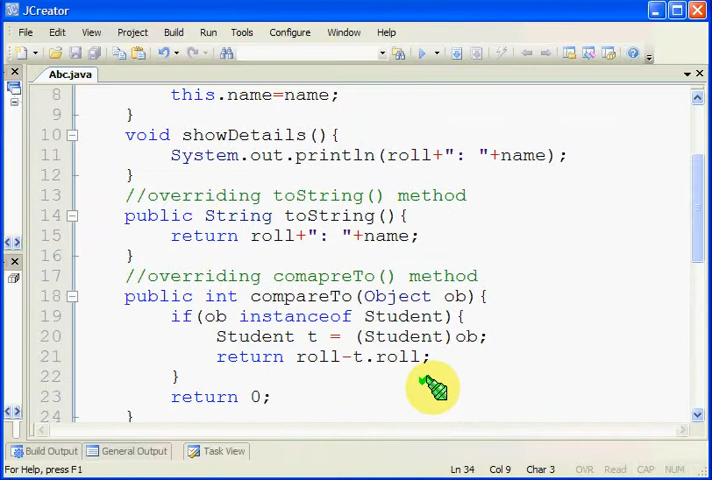 JCreator
File Edit View Project Build Run Tools Configure Window Help
Abc.java
8 this.name=name;
9 }
10 void showDetails(){
11 System.out.println(roll+": "+name);
12 }
13 //overriding toString() method
14 public String toString(){
15 return roll+": "+name;
16 }
17 //overriding comapreTo() method
18 public int compareTo(Object ob){
19 if(ob instanceof Student){
20 Student t = (Student)ob;
21 return roll-t.roll;
22 }
23 return 0;
24 }
Build Output General Output Task View
For Help, press F1 Ln 34 Col 9 Char 3 OVR Read CAP NUM